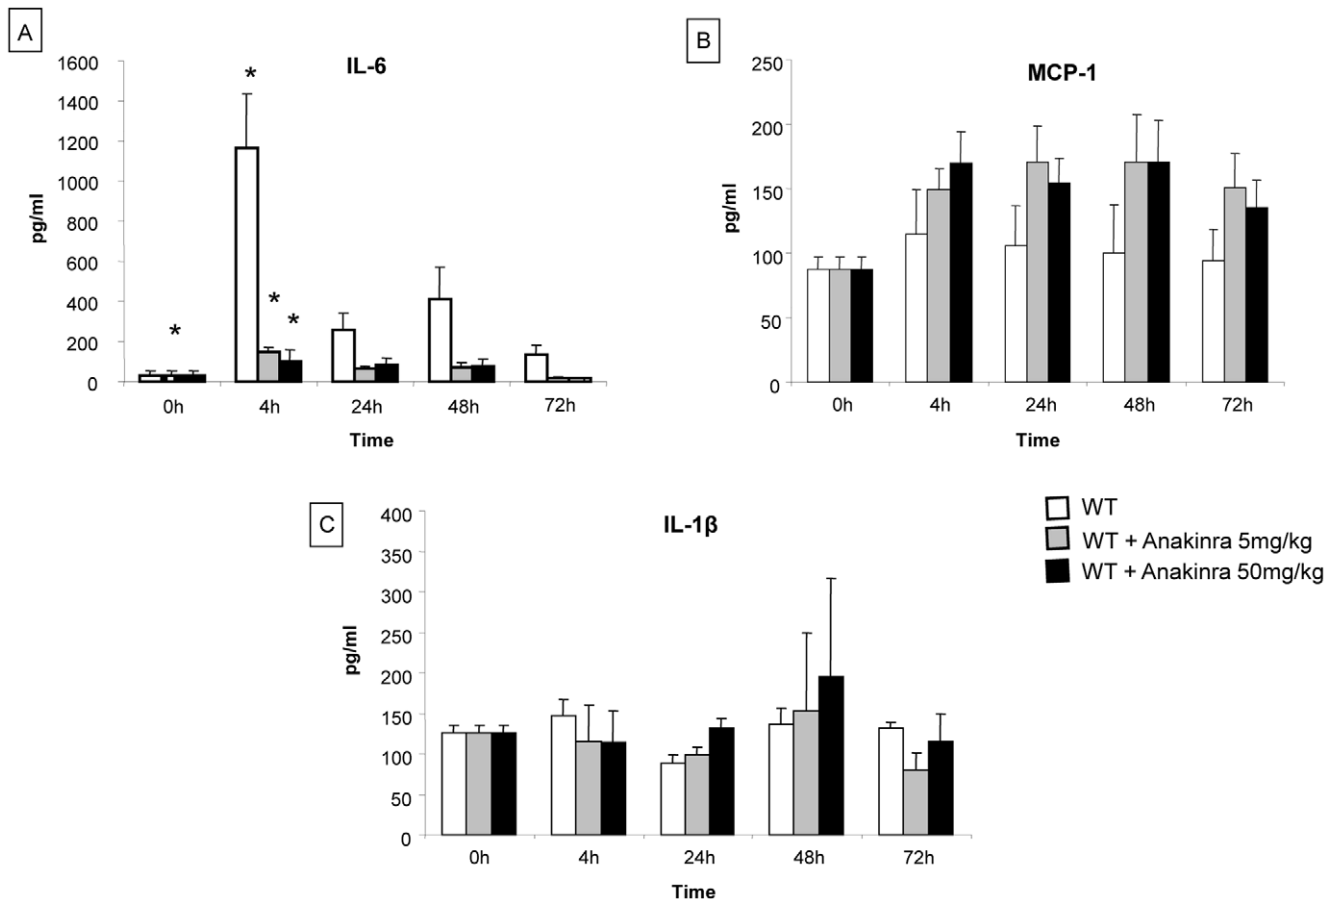 A
IL-6
1600
1400
1200
1000
800
600
400
200
0
pg/ml
*
*
*
*
0h 4h 24h 48h 72h
Time
B
MCP-1
250
200
150
100
50
0
pg/ml
0h 4h 24h 48h 72h
Time
C
IL-1β
400
350
300
250
200
150
100
50
0
pg/ml
0h 4h 24h 48h 72h
Time
WT
WT + Anakinra 5mg/kg
WT + Anakinra 50mg/kg